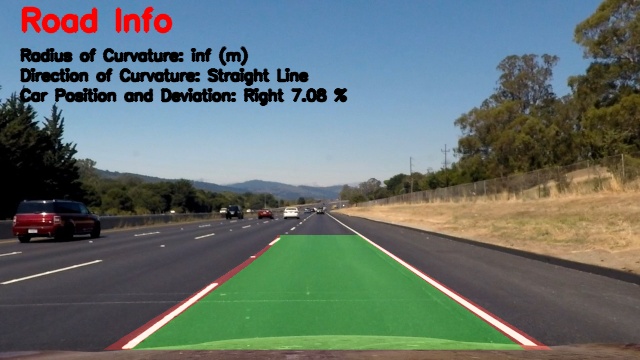 Road Info
Radius of Curvature: inf (m)
Direction of Curvature: Straight Line
Car Position and Deviation: Right 7.08 %